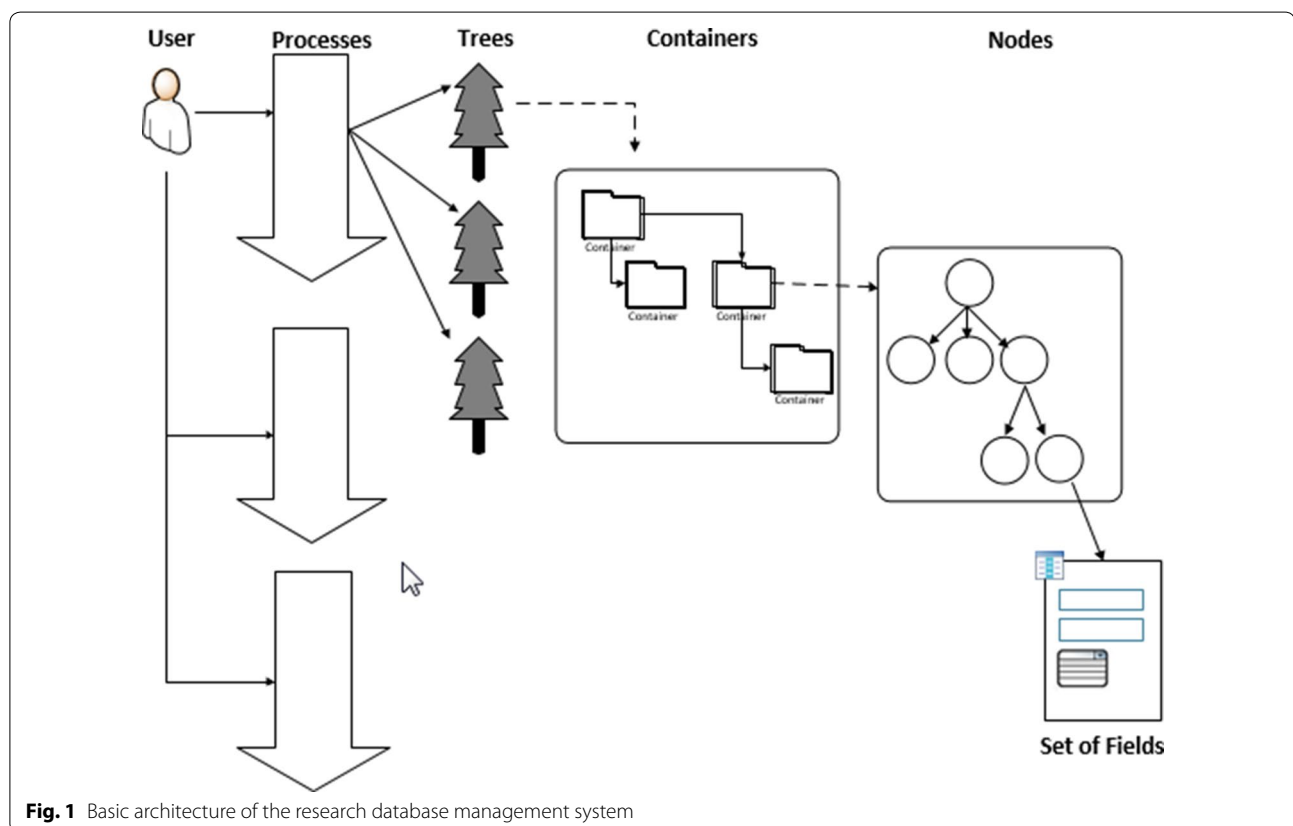 User
Processes
Trees
Containers
Nodes
Container
Container
Container
Container
Set of Fields
Fig. 1 Basic architecture of the research database management system